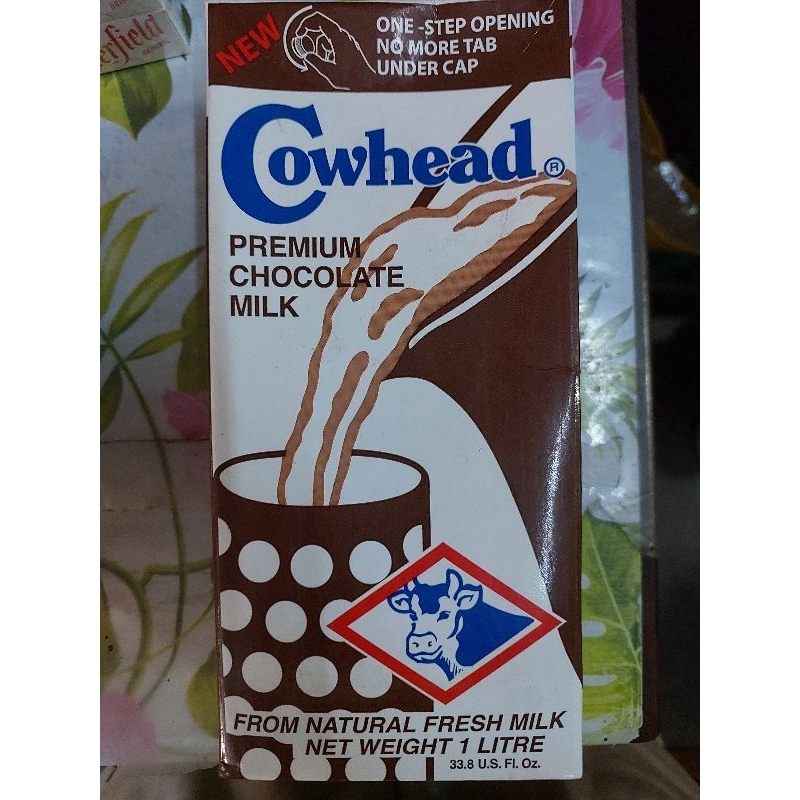 NEW
ONE -STEP OPENING
NO MORE TAB
UNDER CAP
Cowhead®
PREMIUM
CHOCOLATE
MILK
FROM NATURAL FRESH MILK
NET WEIGHT 1 LITRE
33.8 U.S. Fl. Oz.